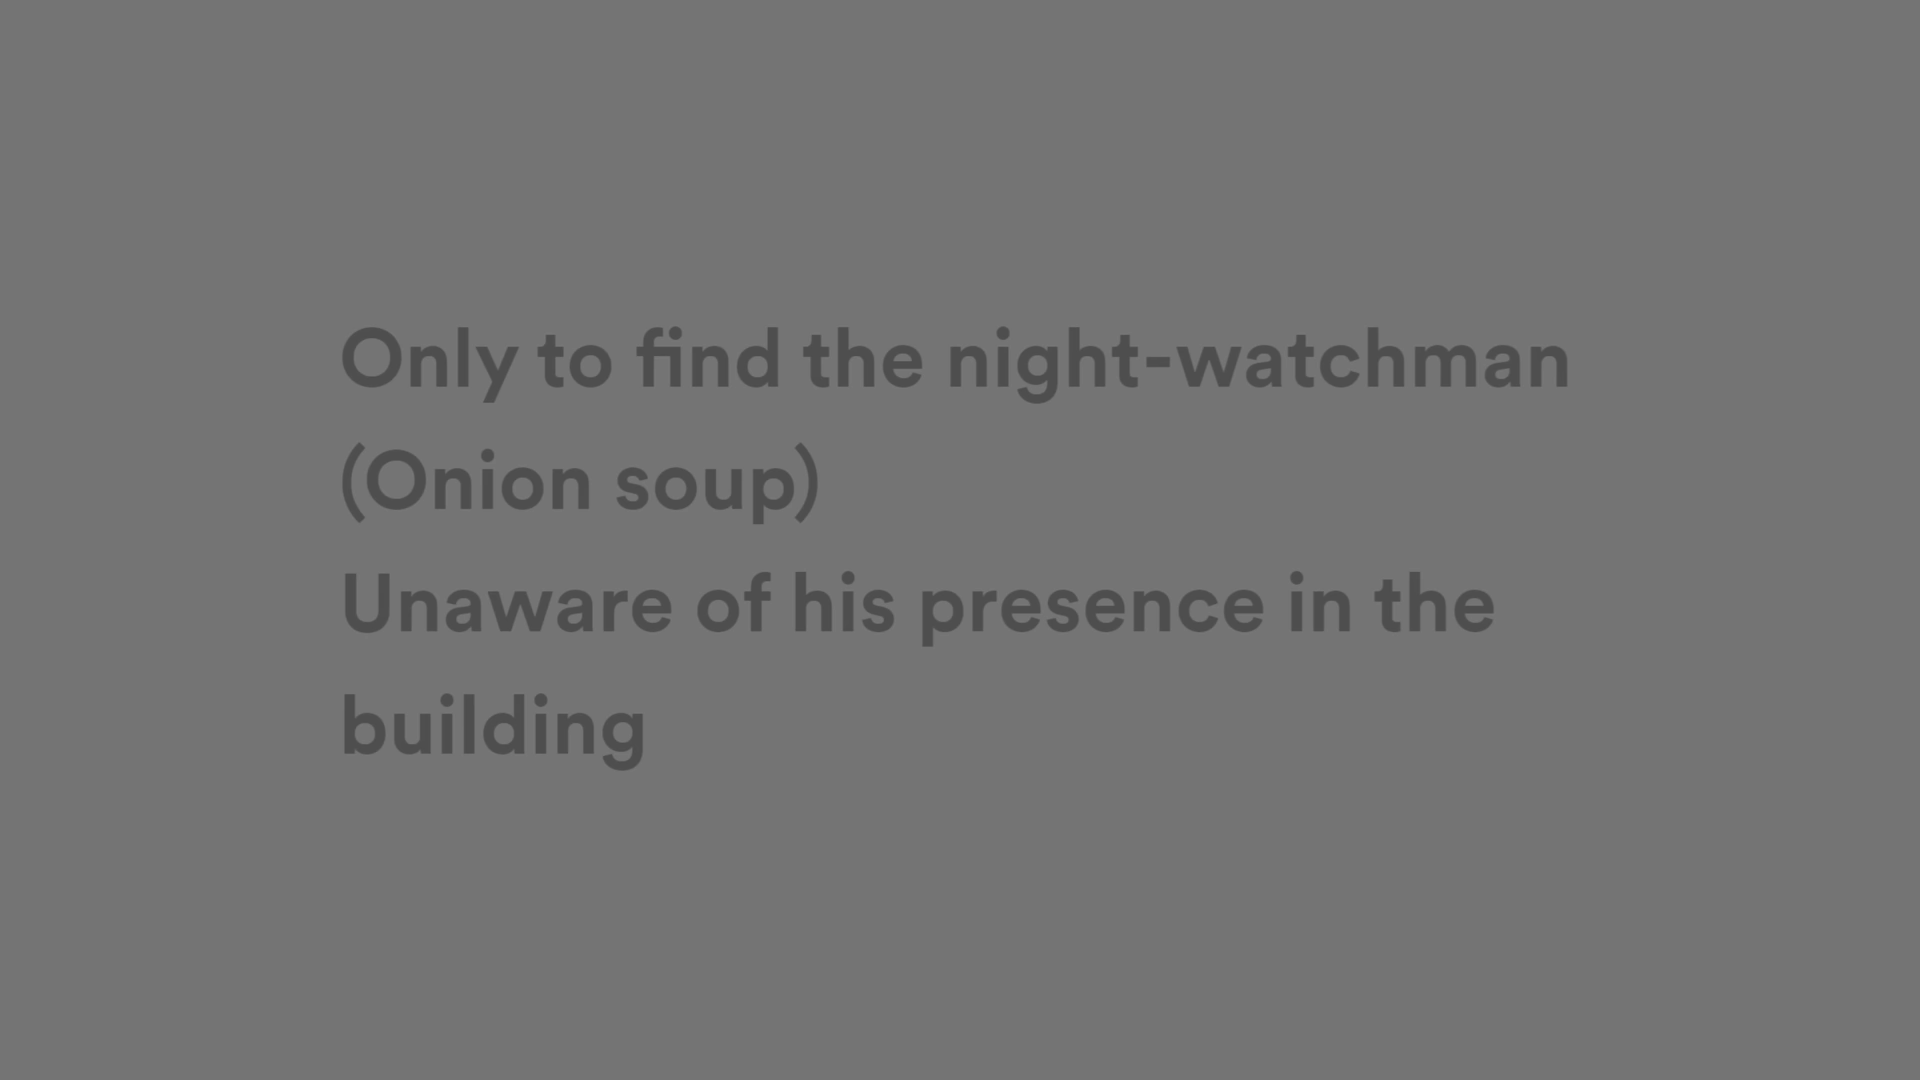 Only to find the night-watchman
(Onion soup)
Unaware of his presence in the
building